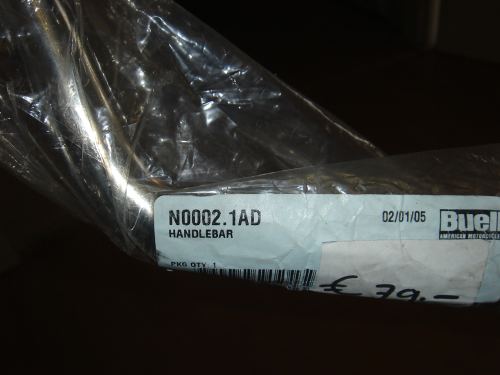 N0002.1AD 02/01/05 Buell
HANDLEBAR AMERICAN MOTORCYCLES
PKG QTY 1
€ 79,-